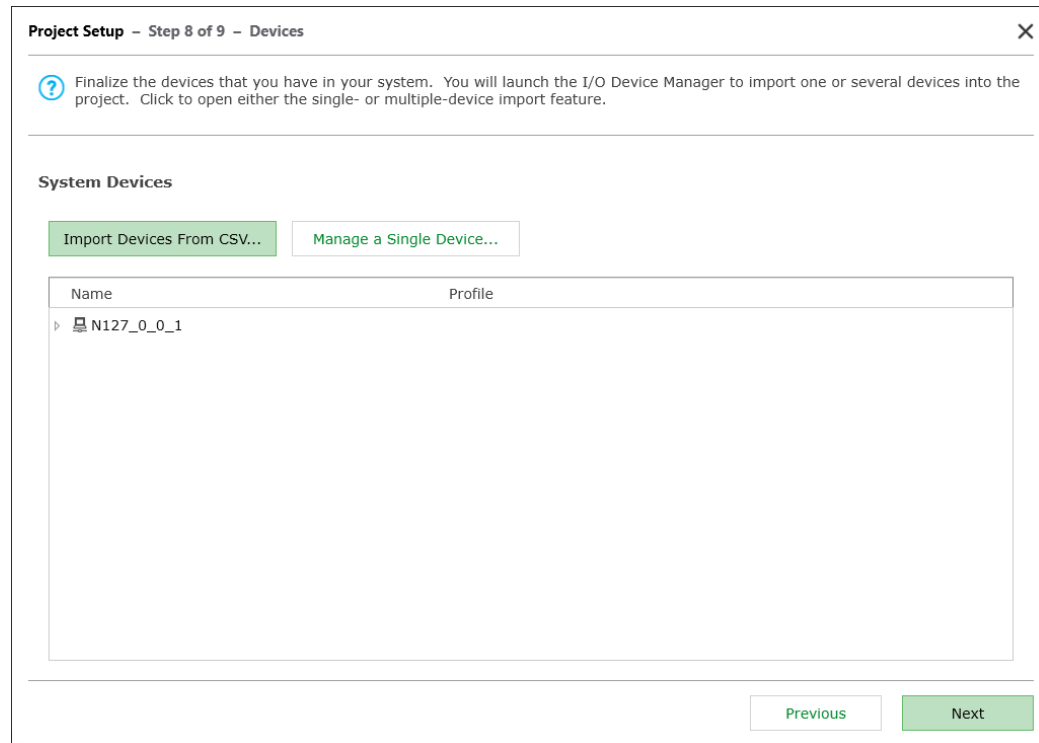 Project Setup – Step 8 of 9 – Devices
Finalize the devices that you have in your system. You will launch the I/O Device Manager to import one or several devices into the
project. Click to open either the single- or multiple-device import feature.
System Devices
Import Devices From CSV...
Manage a Single Device...
Name Profile
N127_0_0_1
Previous Next